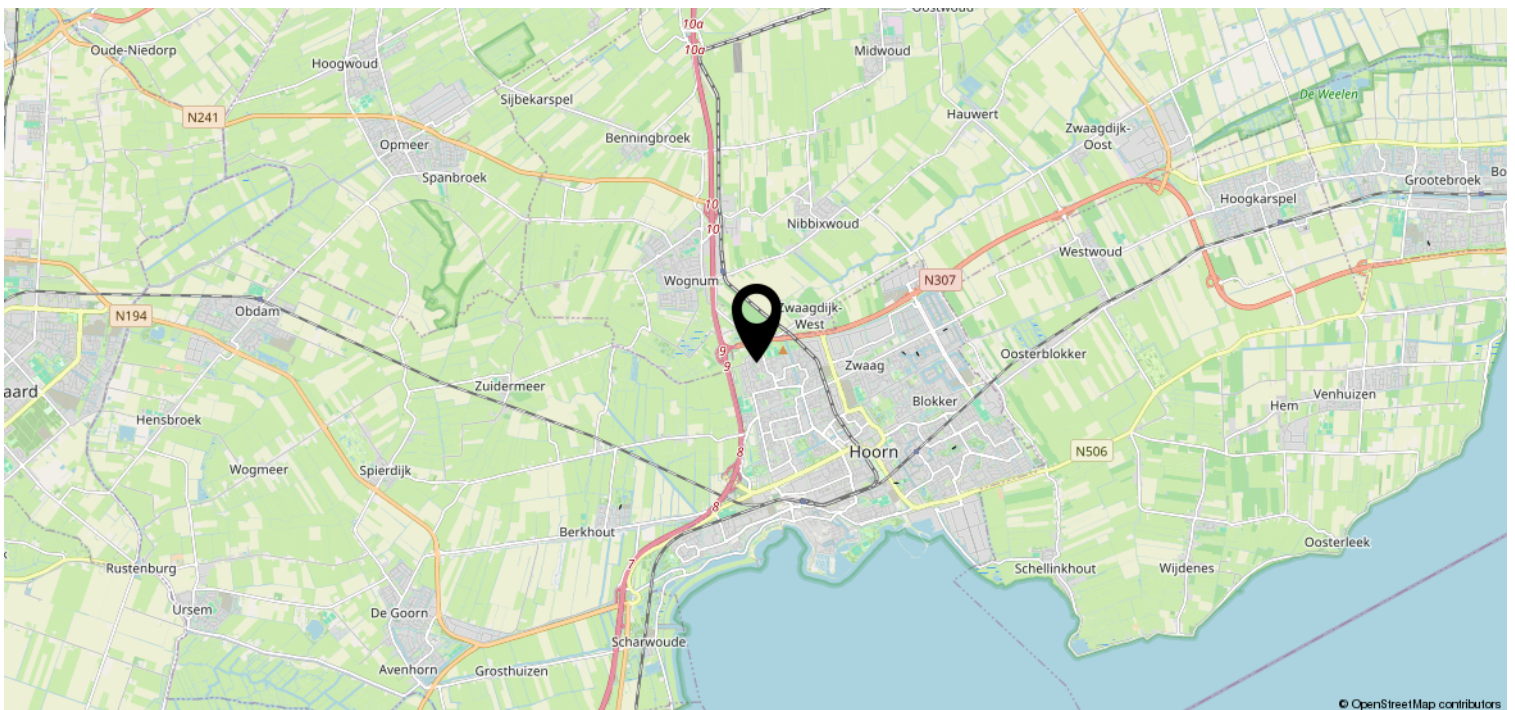 10a
Oostwoud
Oude-Niedorp
10a
Midwoud
Hoogwoud
De Weelen
Sijbekarspel
N241
Hauwert
Zwaagdijk-
Oost
Benningbroek
Opmeer
Spanbroek
Grootebroek
Bo
10
Hoogkarspel
10
Nibbixwoud
Westwoud
Wognum
N307
Obdam
N194
Zwaagdijk-
West
9
9
Zwaag
Oosterblokker
aard
Zuidermeer
Venhuizen
Blokker
Hem
Hensbroek
8
Hoorn
N506
Wogmeer
Spierdijk
8
Berkhout
Oosterleek
7
Rustenburg
Schellinkhout
Wijdenes
Ursem
De Goorn
Scharwoude
Avenhorn
Grosthuizen
© OpenStreetMap contributors